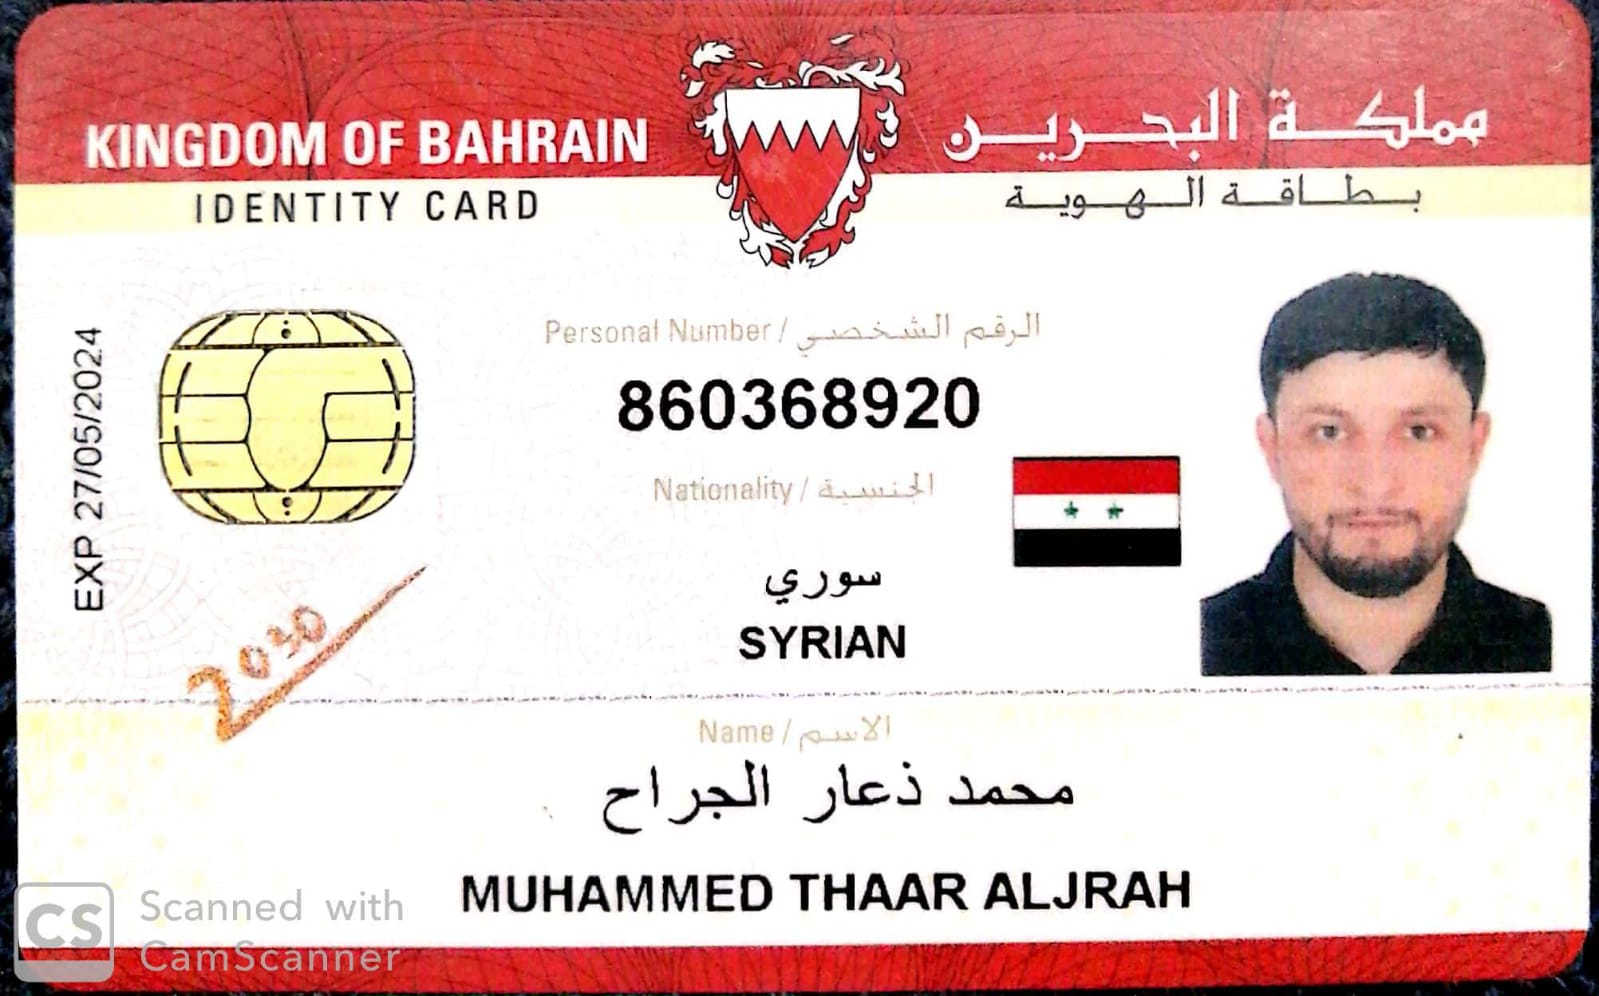 KINGDOM OF BAHRAIN
مملكة البحرين
IDENTITY CARD
بطاقة الهوية
EXP 27/05/2024
Personal Number / الرقم الشخصي
860368920
Nationality / الجنسية
سوري
SYRIAN
2030
Name / الاسم
محمد ذعار الجراح
MUHAMMED THAAR ALJRAH
CS
Scanned with
CamScanner